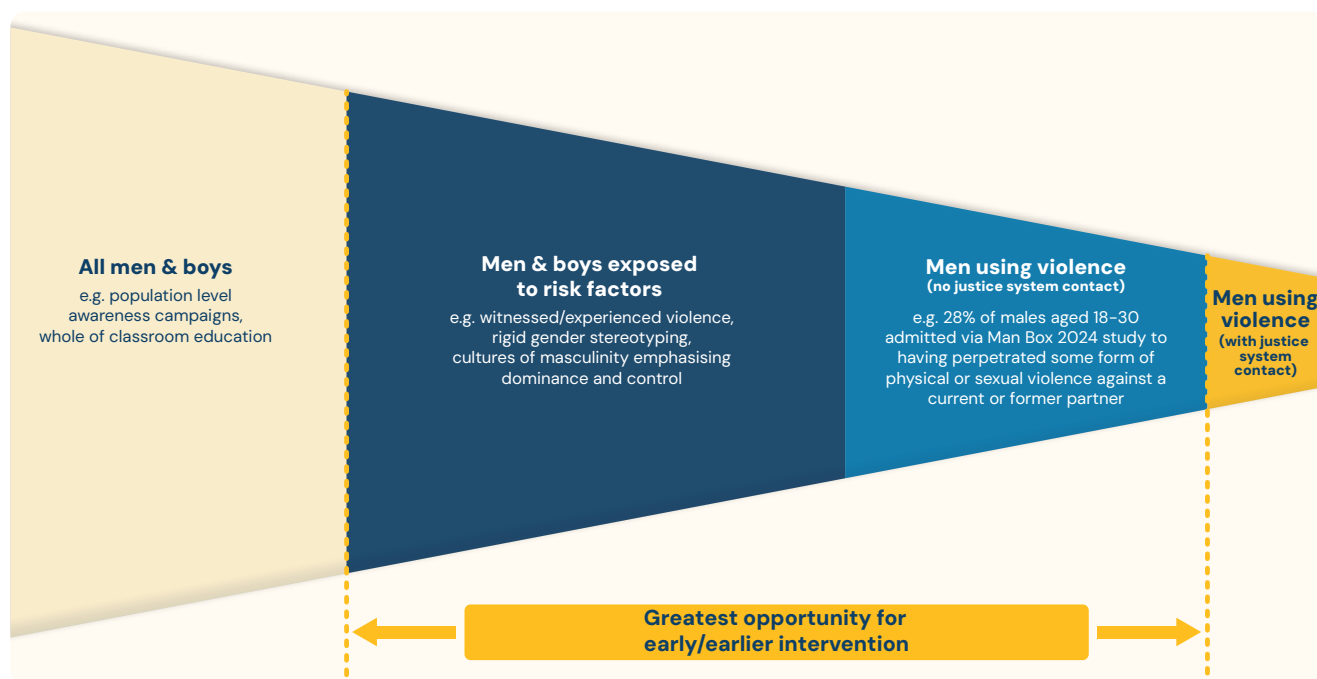 All men & boys
e.g. population level
awareness campaigns,
whole of classroom education
Men & boys exposed
to risk factors
e.g. witnessed/experienced violence,
rigid gender stereotyping,
cultures of masculinity emphasising
dominance and control
Men using violence
(no justice system contact)
e.g. 28% of males aged 18-30
admitted via Man Box 2024 study to
having perpetrated some form of
physical or sexual violence against a
current or former partner
Men using
violence
(with justice
system
contact)
Greatest opportunity for
early/earlier intervention